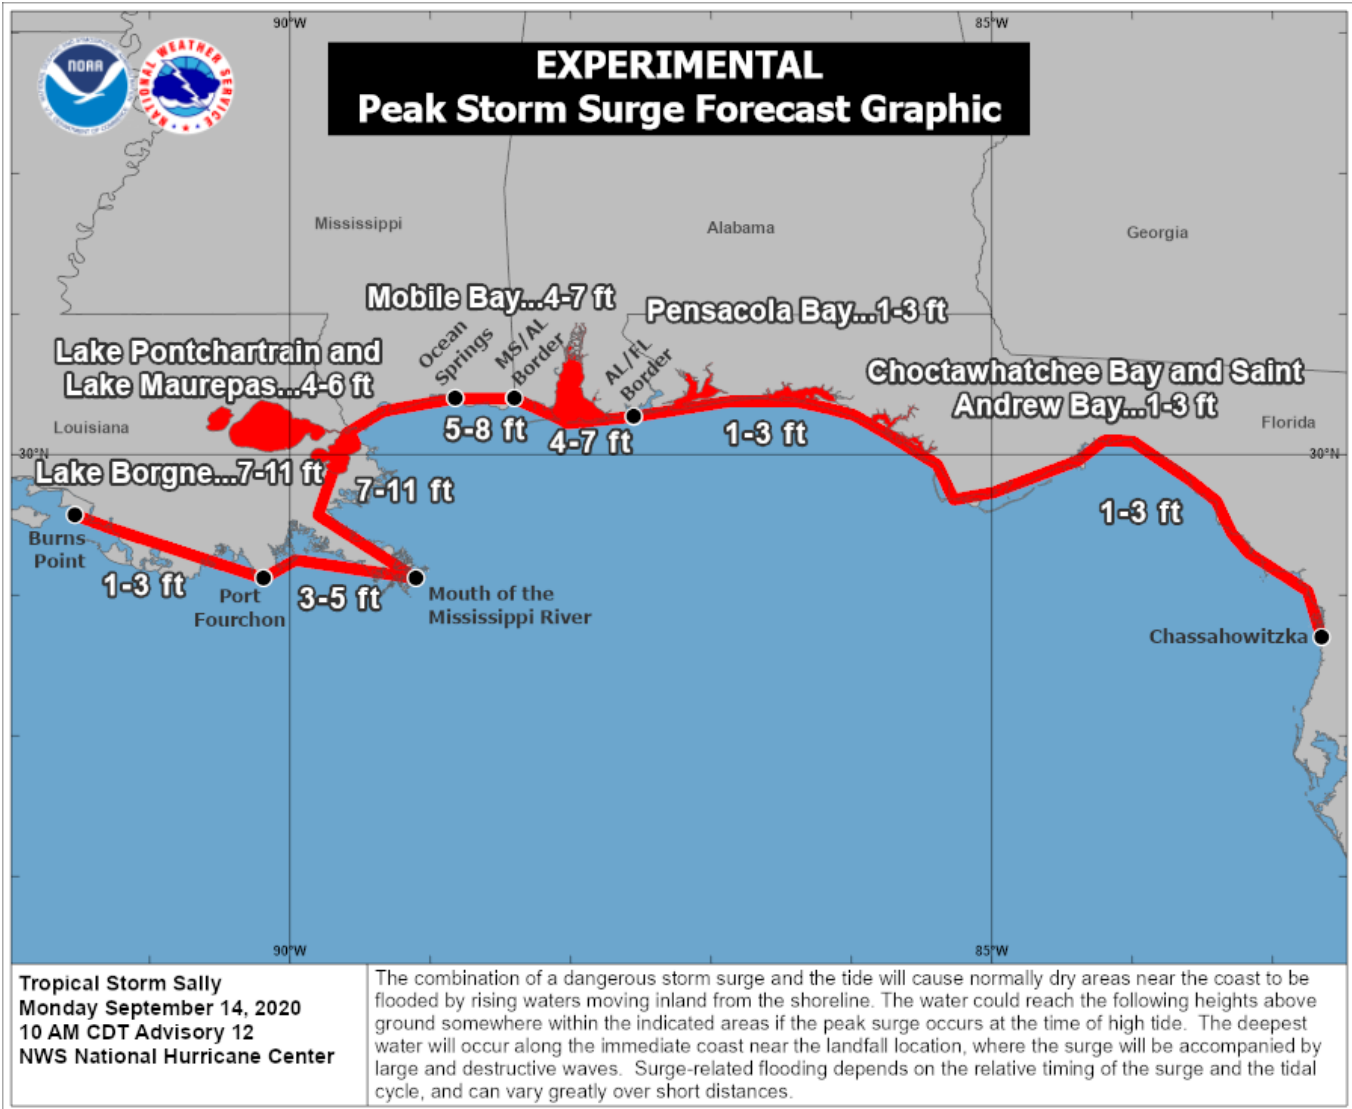 90°W
85°W
NOAA
NATIONAL WEATHER SERVICE
EXPERIMENTAL
Peak Storm Surge Forecast Graphic
Mississippi
Alabama
Georgia
Mobile Bay...4-7 ft
Pensacola Bay...1-3 ft
Ocean
Springs
MS/AL
Border
AL/FL
Border
Lake Pontchartrain and
Lake Maurepas...4-6 ft
Choctawhatchee Bay and Saint
Andrew Bay...1-3 ft
Louisiana
Florida
5-8 ft
4-7 ft
1-3 ft
30°N
30°N
Lake Borgne...7-11 ft
7-11 ft
1-3 ft
Burns
Point
1-3 ft
3-5 ft
Port
Fourchon
Mouth of the
Mississippi River
Chassahowitzka
90°W
85°W
Tropical Storm Sally
Monday September 14, 2020
10 AM CDT Advisory 12
NWS National Hurricane Center
The combination of a dangerous storm surge and the tide will cause normally dry areas near the coast to be
flooded by rising waters moving inland from the shoreline. The water could reach the following heights above
ground somewhere within the indicated areas if the peak surge occurs at the time of high tide. The deepest
water will occur along the immediate coast near the landfall location, where the surge will be accompanied by
large and destructive waves. Surge-related flooding depends on the relative timing of the surge and the tidal
cycle, and can vary greatly over short distances.